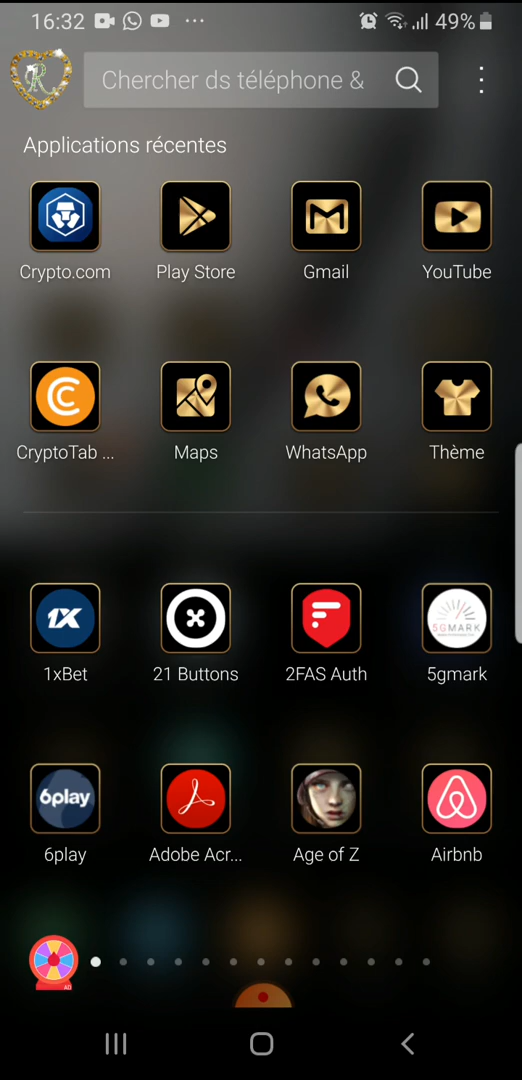 16:32 49%
R
Chercher ds téléphone &
Applications récentes
Crypto.com Play Store Gmail YouTube
CryptoTab ... Maps WhatsApp Thème
1X 5GMARK
1xBet 21 Buttons 2FAS Auth 5gmark
6play
6play Adobe Acr... Age of Z Airbnb
AD